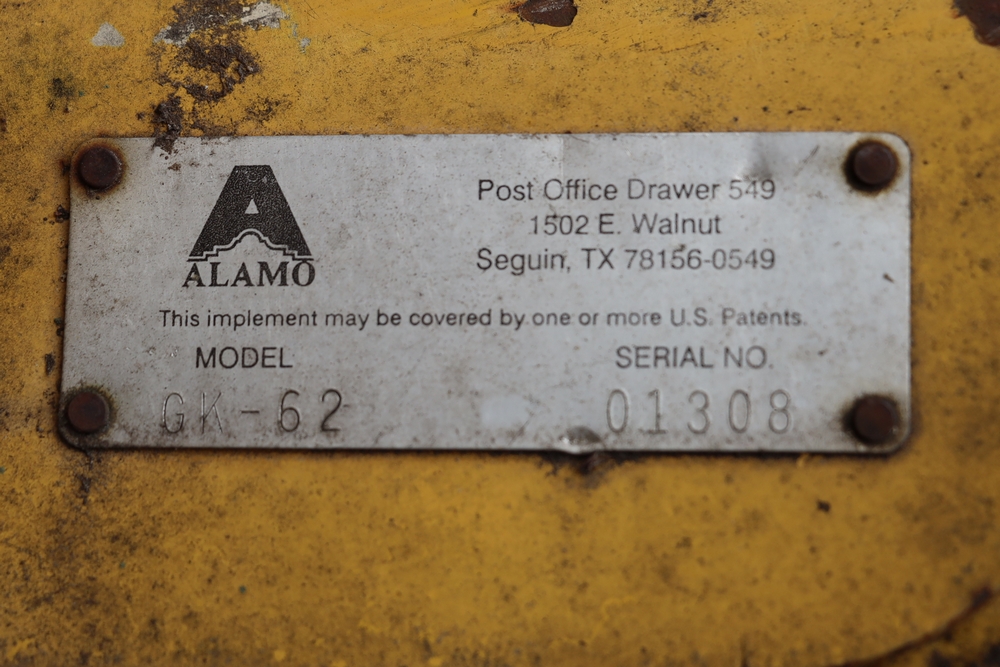 ALAMO
Post Office Drawer 549
1502 E. Walnut
Seguin, TX 78156-0549
This implement may be covered by one or more U.S. Patents.
MODEL
GK-62
SERIAL NO.
01308